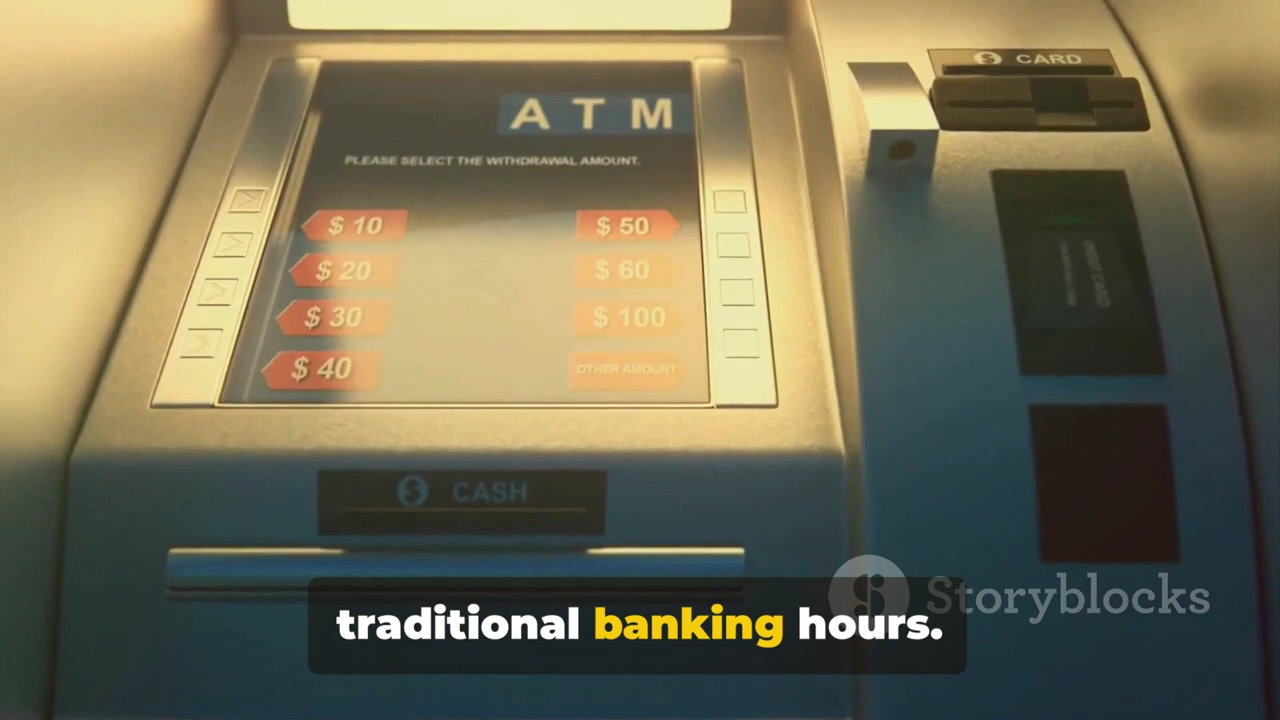 ATM
CARD
PLEASE SELECT THE WITHDRAWAL AMOUNT.
$ 10
$ 50
$ 20
$ 60
$ 30
$ 100
$ 40
OTHER AMOUNT
CASH
Storyblocks
traditional banking hours.